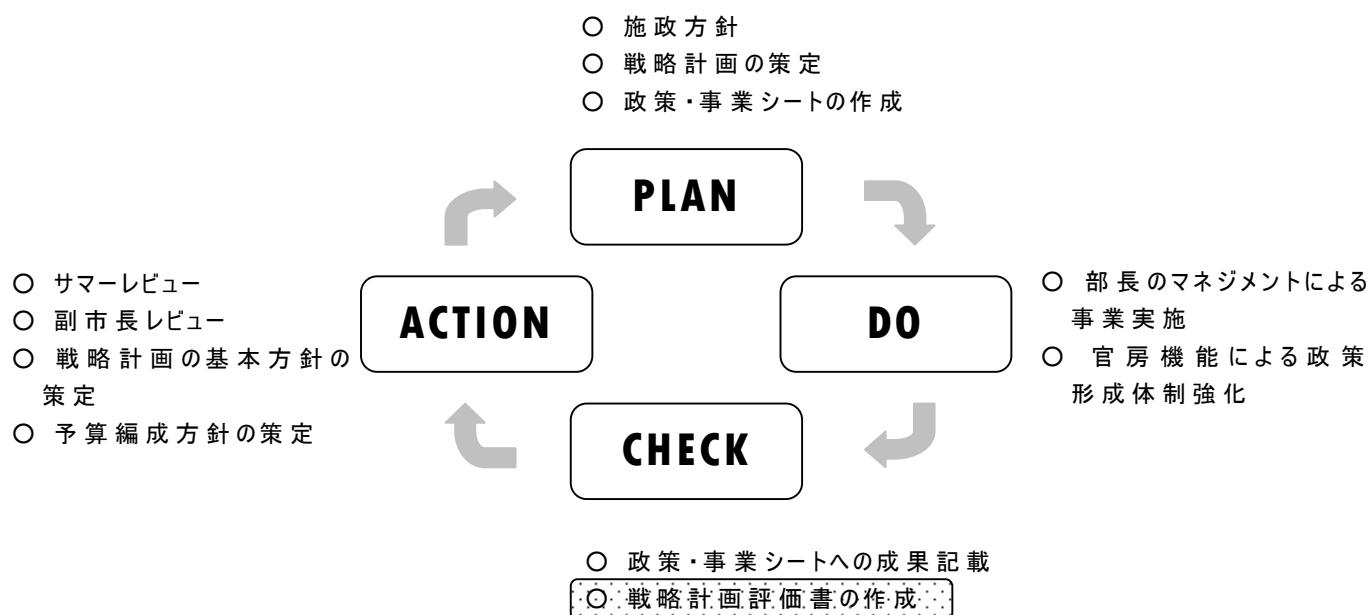 ○ 施政方針
○ 戦略計画の策定
○ 政策・事業シートの作成
PLAN
○ サマーレビュー
○ 副市長レビュー
○ 戦略計画の基本方針の
策定
○ 予算編成方針の策定
ACTION
DO
○ 部長のマネジメントによる
事業実施
○ 官房機能による政策
形成体制強化
CHECK
○ 政策・事業シートへの成果記載
○ 戦略計画評価書の作成